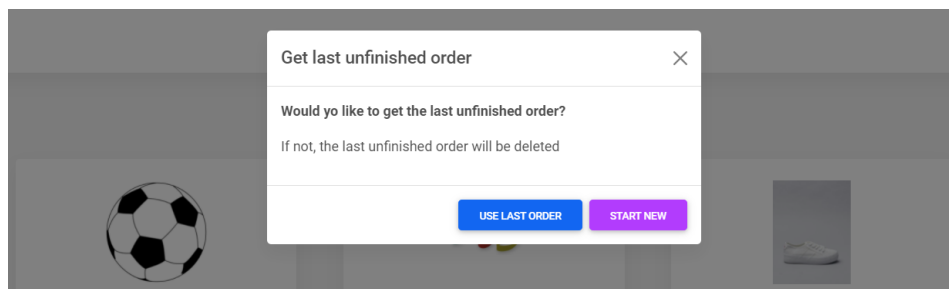 Get last unfinished order
Would yo like to get the last unfinished order?
If not, the last unfinished order will be deleted
USE LAST ORDER
START NEW